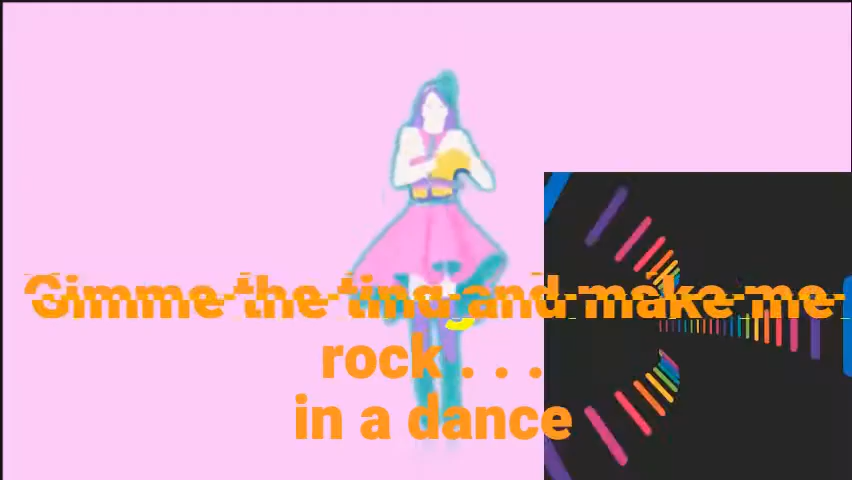 Gimme the ting and make me
rock . . .
in a dance